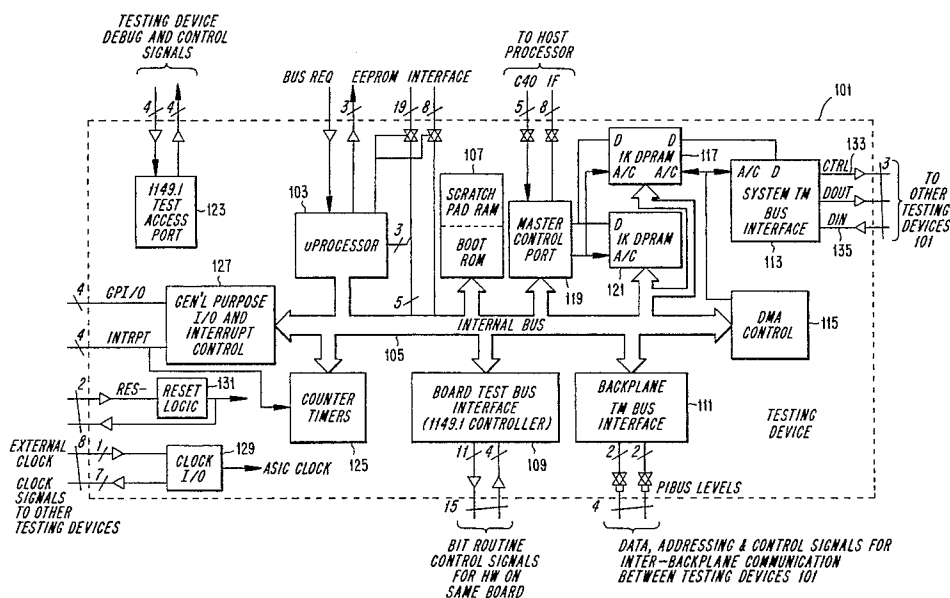 TESTING DEVICE
DEBUG AND CONTROL
SIGNALS
TO HOST
PROCESSOR
BUS REQ
EEPROM INTERFACE
C40 IF
4
4
3
19
8
5
8
101
1149.1
TEST
ACCESS
PORT
123
103
uPROCESSOR
3
107
SCRATCH
PAD RAM
BOOT
ROM
MASTER
CONTROL
PORT
119
D
D
1K DPRAM
A/C
A/C
117
D
1K DPRAM
A/C
121
A/C
D
SYSTEM TM
BUS
INTERFACE
113
CTRL
133
DOUT
DIN
135
3
TO
OTHER
TESTING
DEVICES
101
127
4
GPI/O
GEN'L PURPOSE
I/O AND
INTERRUPT
CONTROL
4
INTRPT
5
INTERNAL BUS
105
DMA
CONTROL
115
2
RES-
RESET
LOGIC
131
COUNTER
TIMERS
125
BOARD TEST BUS
INTERFACE
(1149.1 CONTROLLER)
109
BACKPLANE
TM BUS
INTERFACE
111
TESTING
DEVICE
8
EXTERNAL
CLOCK
1
CLOCK
I/O
129
ASIC CLOCK
7
CLOCK
SIGNALS
TO OTHER
TESTING DEVICES
11
4
2
2
PIBUS LEVELS
15
4
BIT ROUTINE
CONTROL SIGNALS
FOR HW ON
SAME BOARD
DATA, ADDRESSING & CONTROL SIGNALS FOR
INTER-BACKPLANE COMMUNICATION
BETWEEN TESTING DEVICES 101